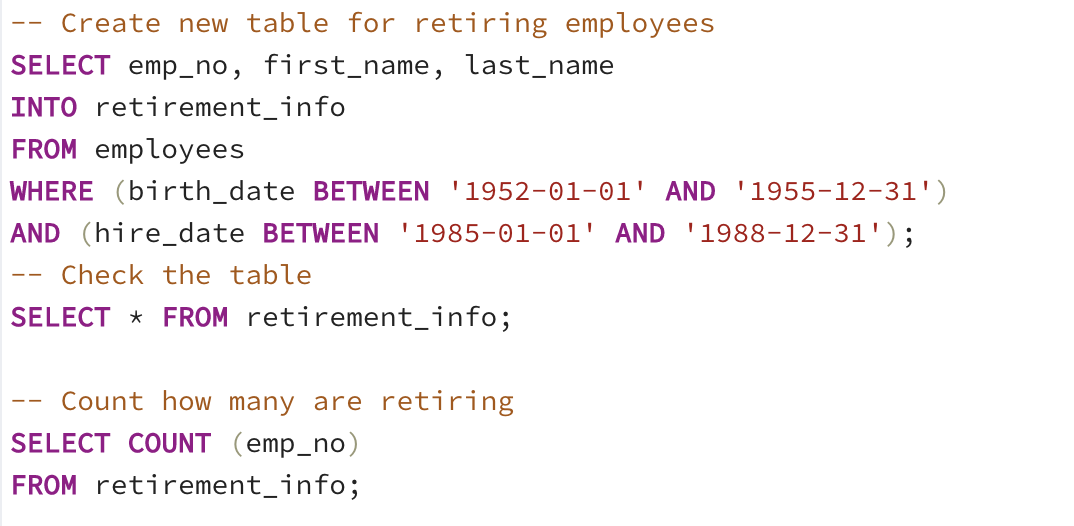 -- Create new table for retiring employees
SELECT emp_no, first_name, last_name
INTO retirement_info
FROM employees
WHERE (birth_date BETWEEN '1952-01-01' AND '1955-12-31')
AND (hire_date BETWEEN '1985-01-01' AND '1988-12-31');
-- Check the table
SELECT * FROM retirement_info;

-- Count how many are retiring
SELECT COUNT (emp_no)
FROM retirement_info;